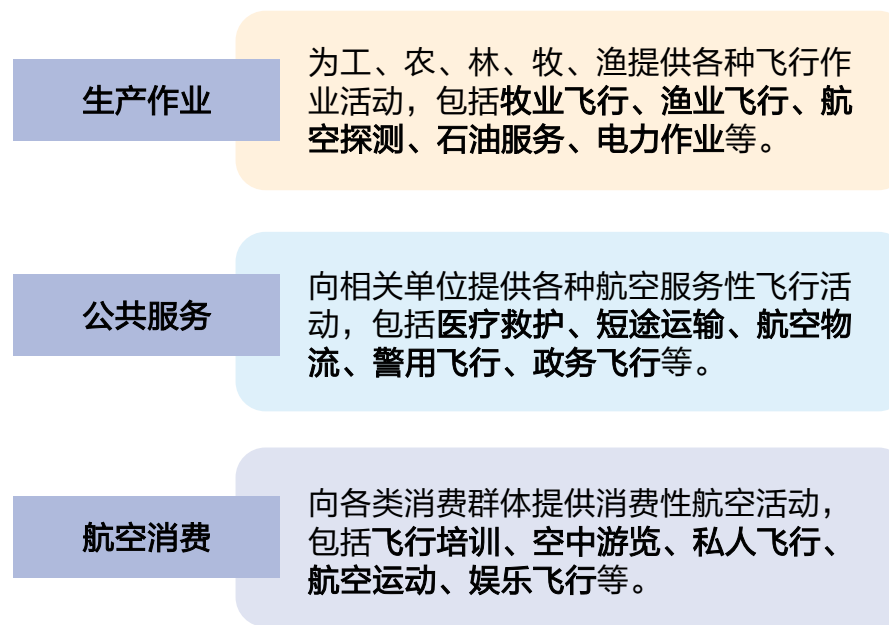 生产作业
为工、农、林、牧、渔提供各种飞行作
业活动，包括牧业飞行、渔业飞行、航
空探测、石油服务、电力作业等。
公共服务
向相关单位提供各种航空服务性飞行活
动，包括医疗救护、短途运输、航空物
流、警用飞行、政务飞行等。
航空消费
向各类消费群体提供消费性航空活动，
包括飞行培训、空中游览、私人飞行、
航空运动、娱乐飞行等。